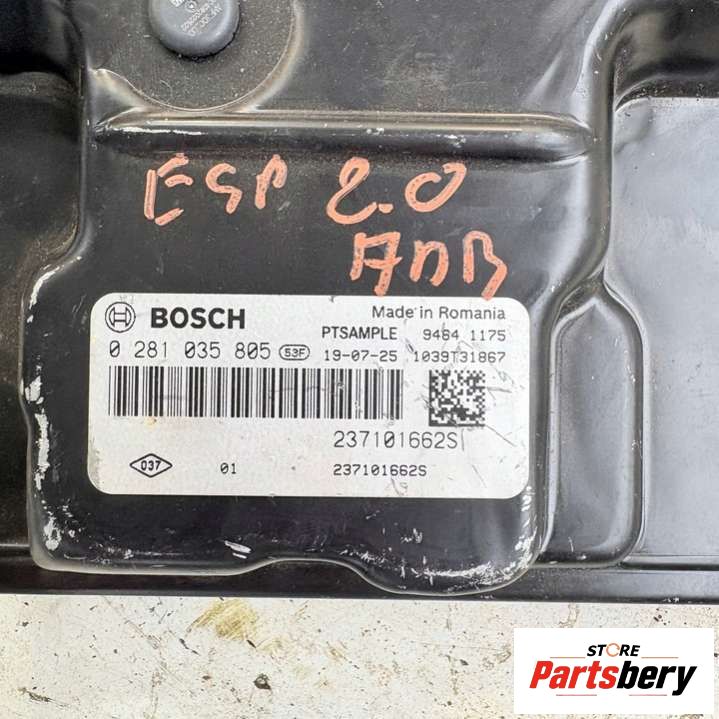 ESP 2.0
ADB
BOSCH
Made in Romania
PTSAMPLE 9464 1175
0 281 035 805 53F 19-07-25 1039T31867
237101662S
037 01 237101662S
STORE
Partsbery